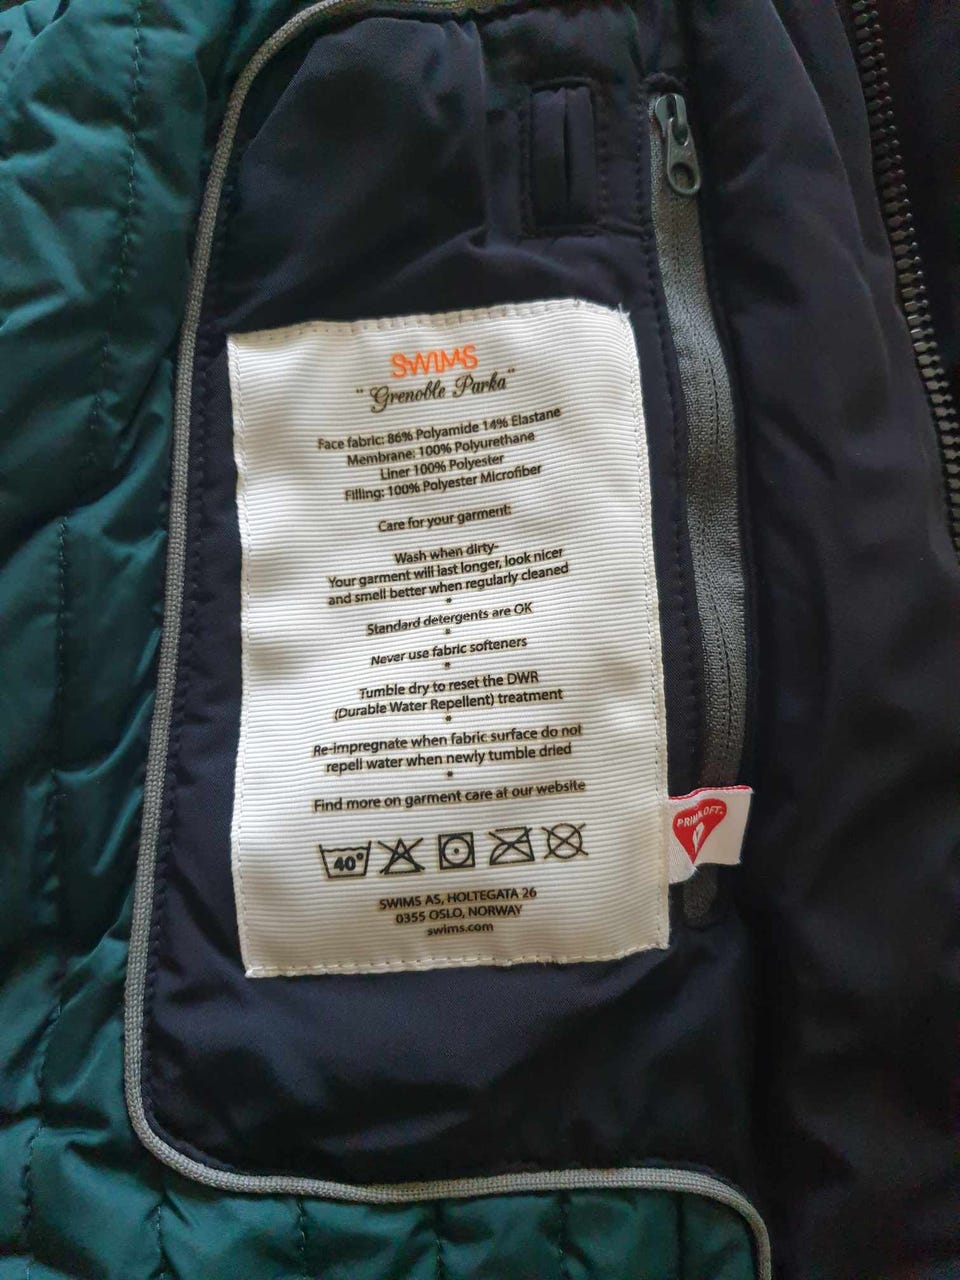 SWIMS
"Grenoble Parka"
Face fabric: 86% Polyamide 14% Elastane
Membrane: 100% Polyurethane
Liner 100% Polyester
Filling: 100% Polyester Microfiber
Care for your garment:
Wash when dirty-
Your garment will last longer, look nicer
and smell better when regularly cleaned
*
Standard detergents are OK
*
Never use fabric softeners
*
Tumble dry to reset the DWR
(Durable Water Repellent) treatment
*
Re-impregnate when fabric surface do not
repell water when newly tumble dried
*
Find more on garment care at our website
40°
SWIMS AS, HOLTEGATA 26
0355 OSLO, NORWAY
swims.com
PRIMALOFT